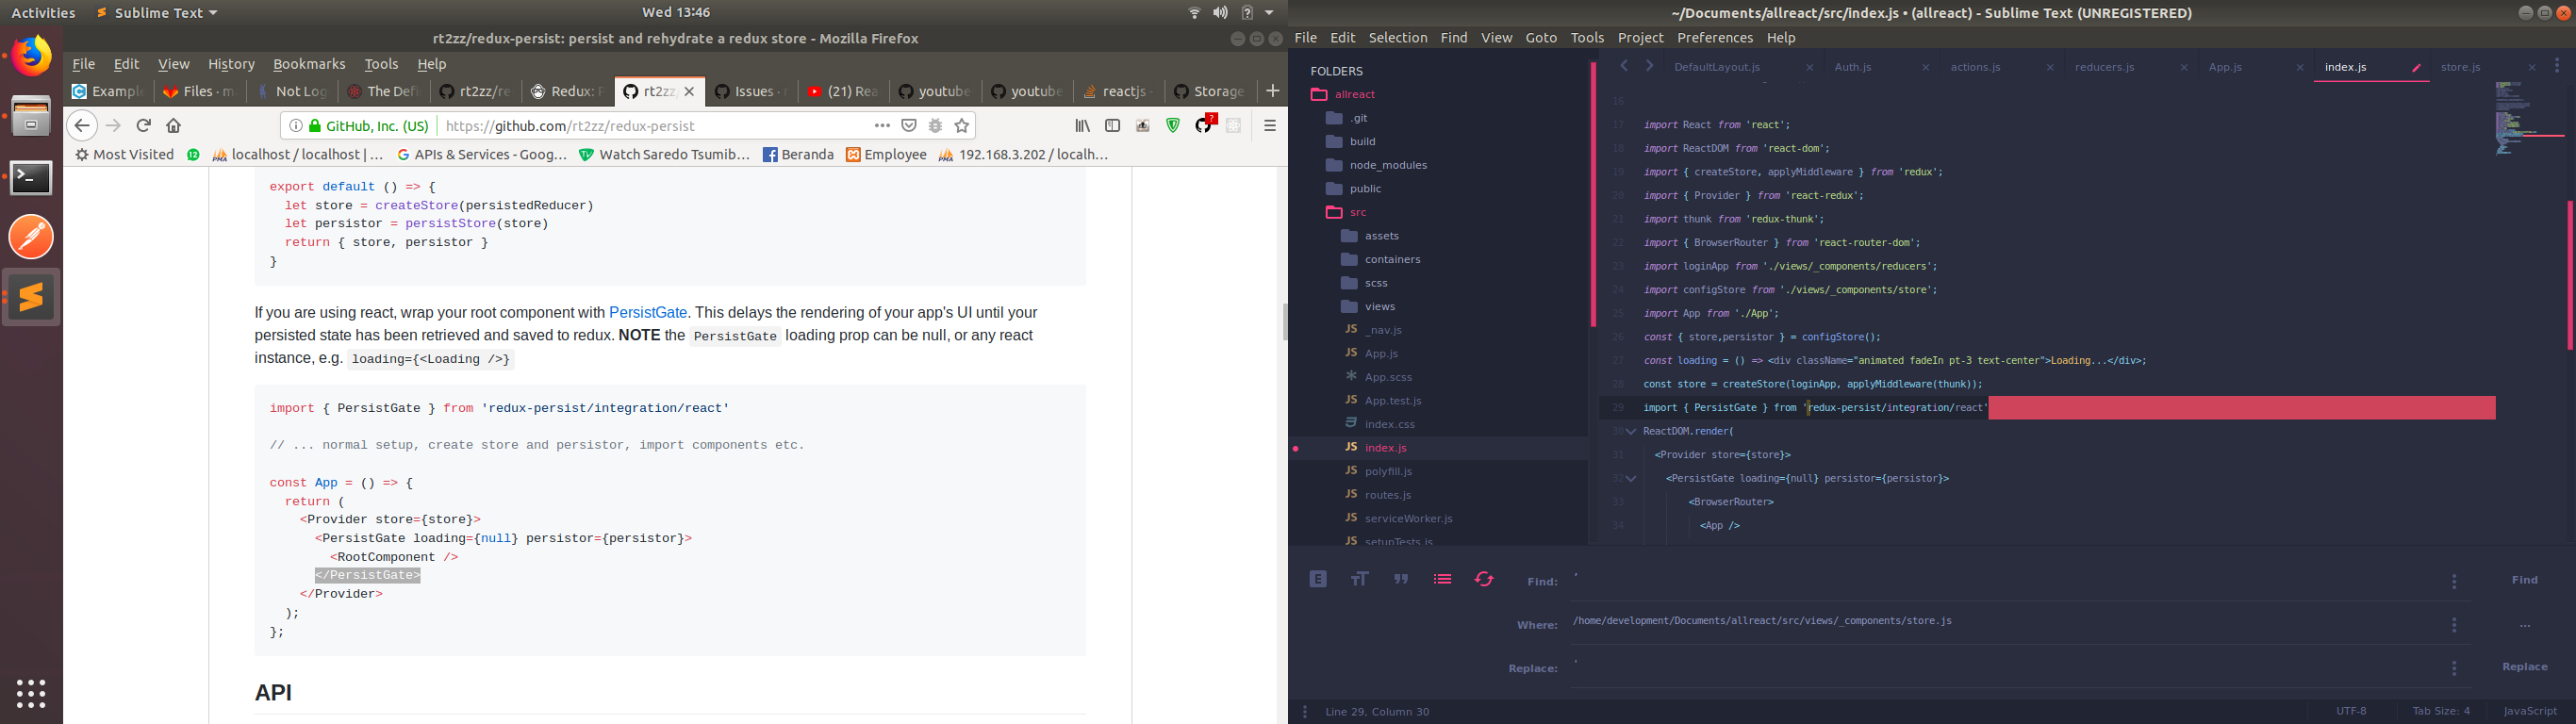 Activities
Sublime Text
Wed 13:46
rt2zz/redux-persist: persist and rehydrate a redux store - Mozilla Firefox
File Edit View History Bookmarks Tools Help
Example Files · m Not Log The Defi rt2zz/re Redux: F rt2zz/ Issues · r (21) Rea youtube youtube reactjs - Storage
GitHub, Inc. (US) https://github.com/rt2zz/redux-persist
Most Visited 12 localhost / localhost | ... APIs & Services - Goog... Watch Saredo Tsumib... Beranda Employee 192.168.3.202 / localh...
export default () => {
let store = createStore(persistedReducer)
let persistor = persistStore(store)
return { store, persistor }
}
If you are using react, wrap your root component with PersistGate. This delays the rendering of your app's UI until your
persisted state has been retrieved and saved to redux. NOTE the PersistGate loading prop can be null, or any react
instance, e.g. loading={<Loading />}
import { PersistGate } from 'redux-persist/integration/react'
// ... normal setup, create store and persistor, import components etc.
const App = () => {
return (
<Provider store={store}>
<PersistGate loading={null} persistor={persistor}>
<RootComponent />
</PersistGate>
</Provider>
);
};
API
~/Documents/allreact/src/index.js • (allreact) - Sublime Text (UNREGISTERED)
File Edit Selection Find View Goto Tools Project Preferences Help
FOLDERS
allreact
.git
build
node_modules
public
src
assets
containers
scss
views
JS _nav.js
JS App.js
App.scss
JS App.test.js
index.css
JS index.js
JS polyfill.js
JS routes.js
JS serviceWorker.js
JS setupTests.js
DefaultLayout.js Auth.js actions.js reducers.js App.js index.js store.js
16
17 import React from 'react';
18 import ReactDOM from 'react-dom';
19 import { createStore, applyMiddleware } from 'redux';
20 import { Provider } from 'react-redux';
21 import thunk from 'redux-thunk';
22 import { BrowserRouter } from 'react-router-dom';
23 import loginApp from './views/_components/reducers';
24 import configStore from './views/_components/store';
25 import App from './App';
26 const { store,persistor } = configStore();
27 const loading = () => <div className="animated fadeIn pt-3 text-center">Loading...</div>;
28 const store = createStore(loginApp, applyMiddleware(thunk));
29 import { PersistGate } from 'redux-persist/integration/react'
30 ReactDOM.render(
31 <Provider store={store}>
32 <PersistGate loading={null} persistor={persistor}>
33 <BrowserRouter>
34 <App />
Find: ' Find
Where: /home/development/Documents/allreact/src/views/_components/store.js ...
Replace: ' Replace
Line 29, Column 30
UTF-8 Tab Size: 4 JavaScript